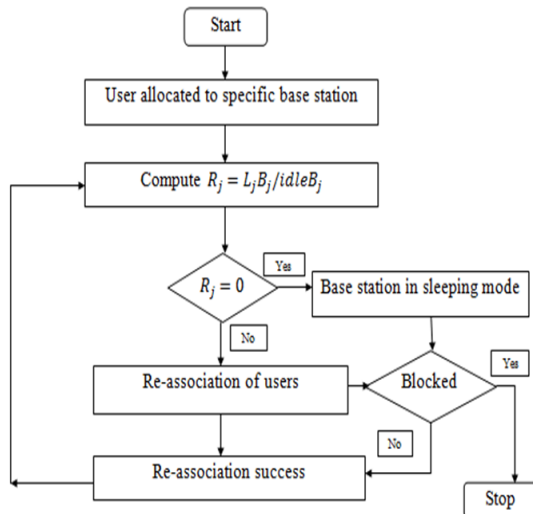 Start
User allocated to specific base station
Compute R_j = L_jB_j/idleB_j
Yes
R_j = 0
Base station in sleeping mode
No
Yes
Re-association of users
Blocked
No
Re-association success
Stop